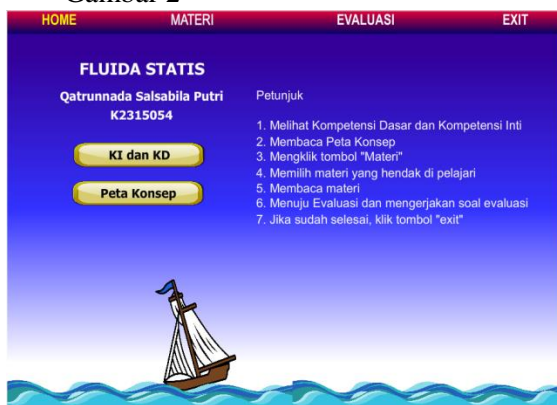 Gambar 2
HOME MATERI EVALUASI EXIT
FLUIDA STATIS
Qatrunnada Salsabila Putri
K2315054
KI dan KD
Peta Konsep
Petunjuk
1. Melihat Kompetensi Dasar dan Kompetensi Inti
2. Membaca Peta Konsep
3. Mengklik tombol "Materi"
4. Memilih materi yang hendak di pelajari
5. Membaca materi
6. Menuju Evaluasi dan mengerjakan soal evaluasi
7. Jika sudah selesai, klik tombol "exit"